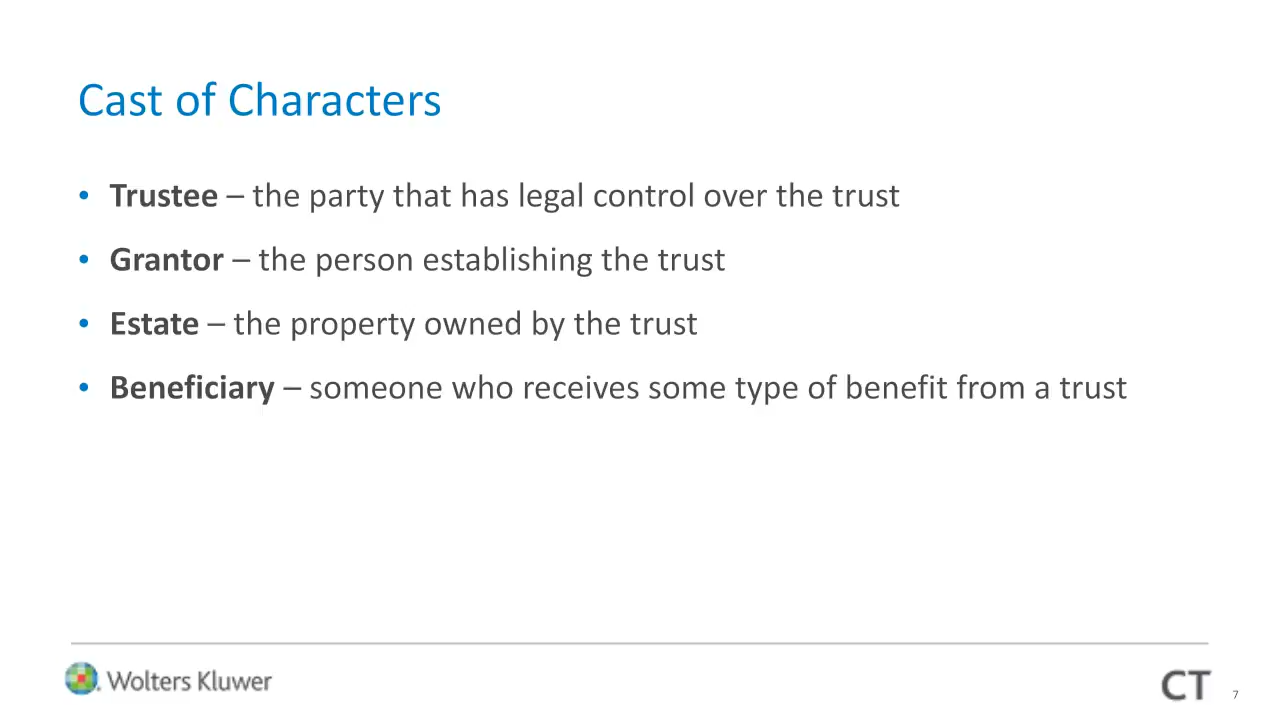 Cast of Characters
• Trustee – the party that has legal control over the trust
• Grantor – the person establishing the trust
• Estate – the property owned by the trust
• Beneficiary – someone who receives some type of benefit from a trust
Wolters Kluwer
CT
7